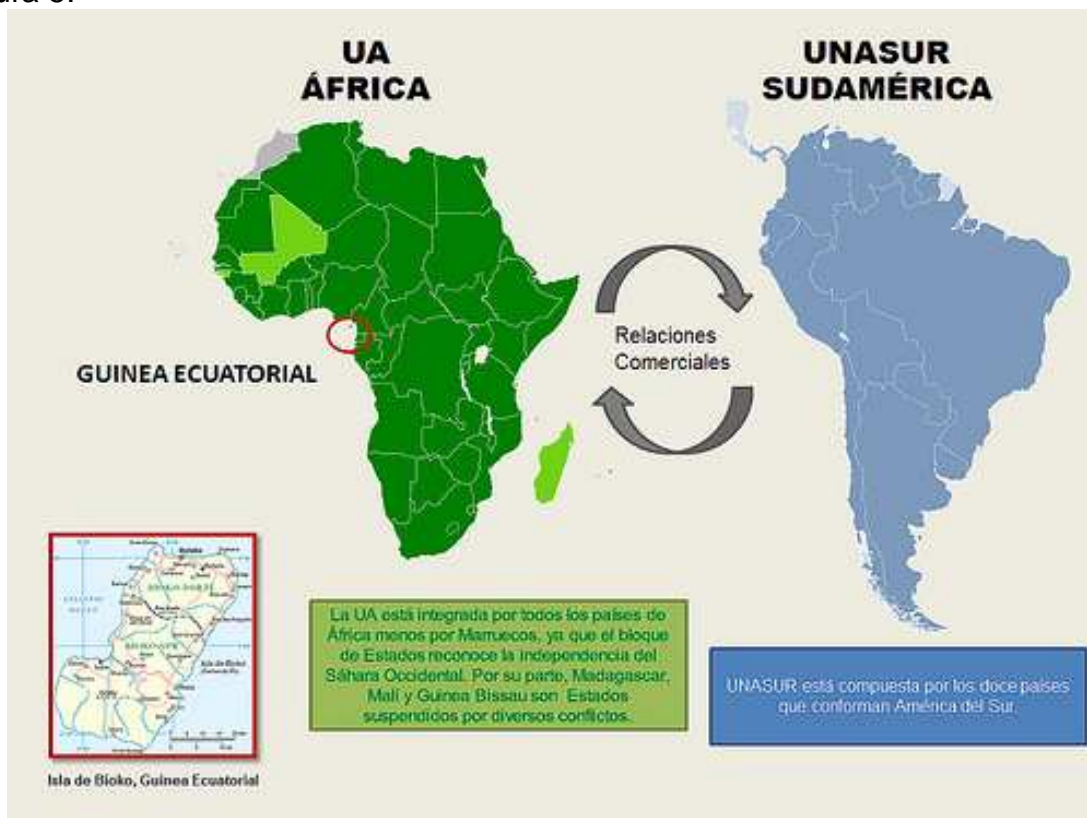 UA
ÁFRICA
UNASUR
SUDAMÉRICA
Relaciones
Comerciales
GUINEA ECUATORIAL
La UA está integrada por todos los países de
África menos por Marruecos, ya que el bloque
de Estados reconoce la independencia del
Sáhara Occidental. Por su parte, Madagascar,
Malí y Guinea Bissau son Estados
suspendidos por diversos conflictos.
UNASUR está compuesta por los doce países
que conforman América del Sur.
Isla de Bioko, Guinea Ecuatorial